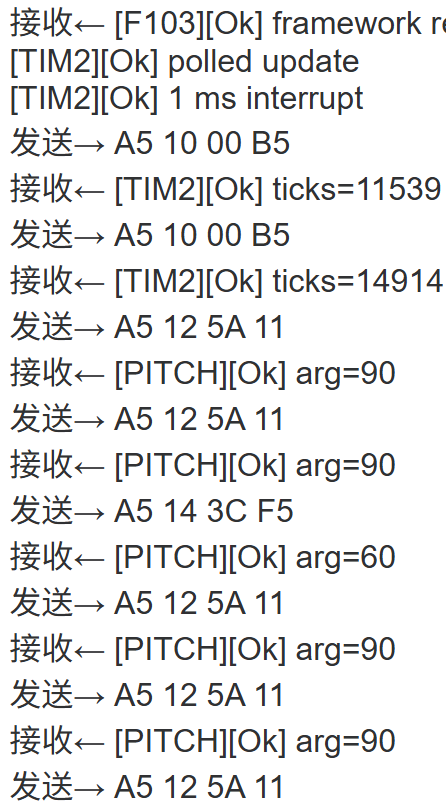 接收← [F103][Ok] framework re
[TIM2][Ok] polled update
[TIM2][Ok] 1 ms interrupt
发送→ A5 10 00 B5
接收← [TIM2][Ok] ticks=11539
发送→ A5 10 00 B5
接收← [TIM2][Ok] ticks=14914
发送→ A5 12 5A 11
接收← [PITCH][Ok] arg=90
发送→ A5 12 5A 11
接收← [PITCH][Ok] arg=90
发送→ A5 14 3C F5
接收← [PITCH][Ok] arg=60
发送→ A5 12 5A 11
接收← [PITCH][Ok] arg=90
发送→ A5 12 5A 11
接收← [PITCH][Ok] arg=90
发送→ A5 12 5A 11